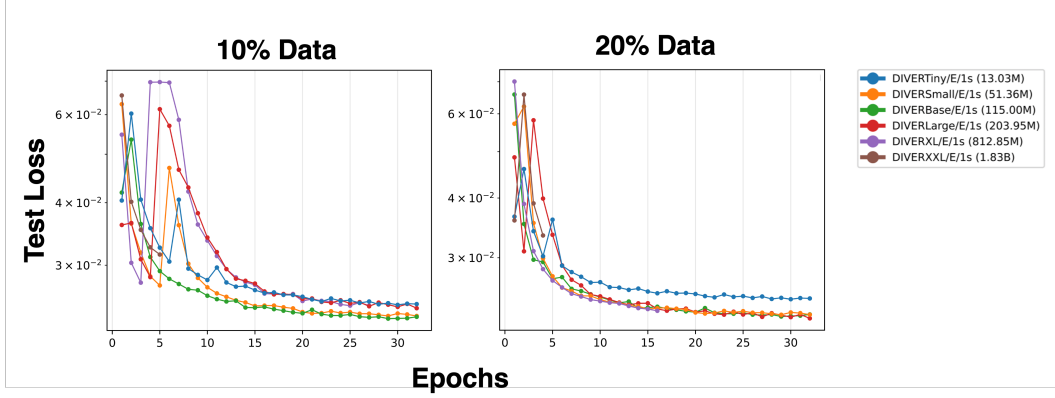 10% Data
20% Data
Test Loss
6 × 10⁻²
4 × 10⁻²
3 × 10⁻²
0 5 10 15 20 25 30
6 × 10⁻²
4 × 10⁻²
3 × 10⁻²
0 5 10 15 20 25 30
Epochs
DIVERTiny/E/1s (13.03M)
DIVERSmall/E/1s (51.36M)
DIVERBase/E/1s (115.00M)
DIVERLarge/E/1s (203.95M)
DIVERXL/E/1s (812.85M)
DIVERXXL/E/1s (1.83B)